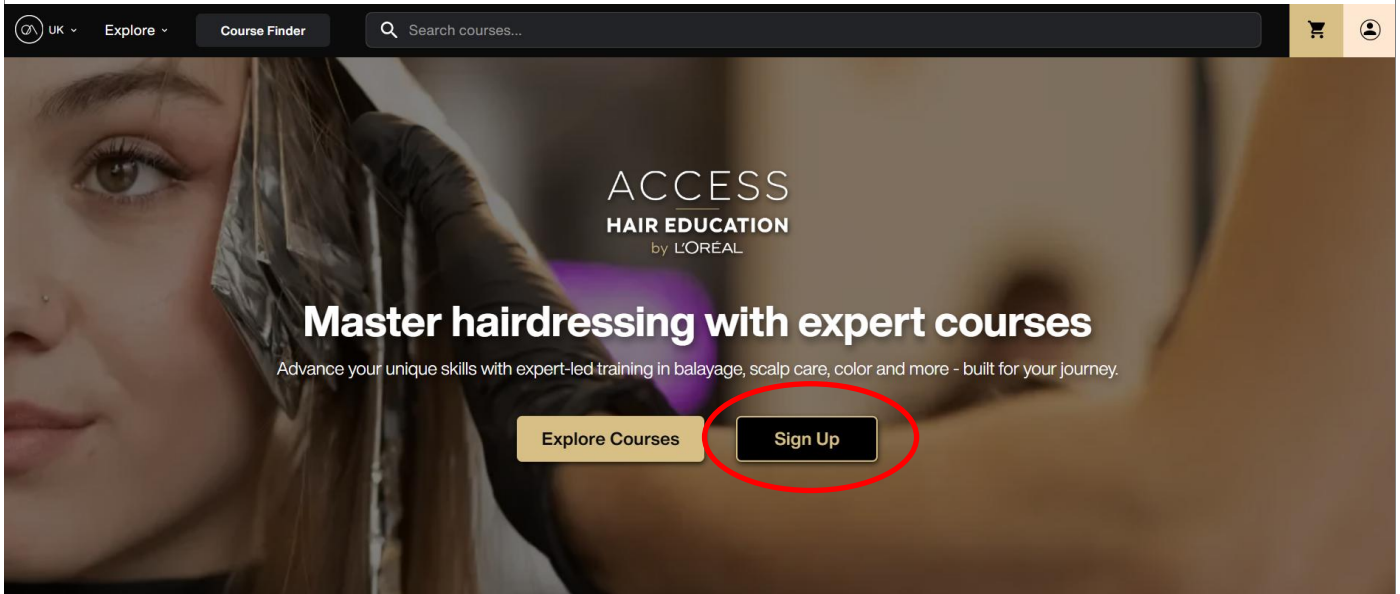 UK
Explore
Course Finder
Search courses...
ACCESS
HAIR EDUCATION
by L'ORÉAL
Master hairdressing with expert courses
Advance your unique skills with expert-led training in balayage, scalp care, color and more - built for your journey.
Explore Courses
Sign Up